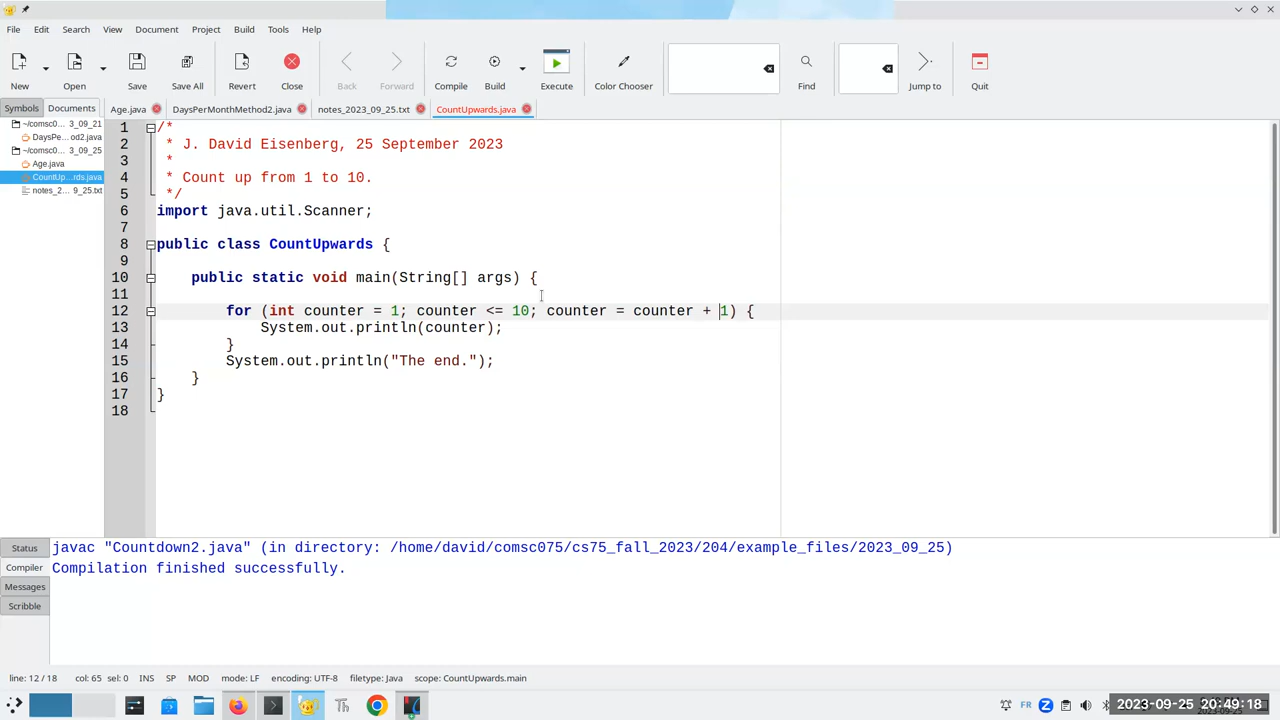 File Edit Search View Document Project Build Tools Help
New Open Save Save All Revert Close Back Forward Compile Build Execute Color Chooser Find Jump to Quit
Symbols Documents
Age.java DaysPerMonthMethod2.java notes_2023_09_25.txt CountUpwards.java
~/comsc0... 3_09_21
DaysPe...od2.java
~/comsc0... 3_09_25
Age.java
CountUp...rds.java
notes_2... 9_25.txt
1 /*
2 * J. David Eisenberg, 25 September 2023
3 *
4 * Count up from 1 to 10.
5 */
6 import java.util.Scanner;
7
8 public class CountUpwards {
9
10 public static void main(String[] args) {
11
12 for (int counter = 1; counter <= 10; counter = counter + 1) {
13 System.out.println(counter);
14 }
15 System.out.println("The end.");
16 }
17 }
18
Status
Compiler
Messages
Scribble
javac "Countdown2.java" (in directory: /home/david/comsc075/cs75_fall_2023/204/example_files/2023_09_25)
Compilation finished successfully.
line: 12 / 18 col: 65 sel: 0 INS SP MOD mode: LF encoding: UTF-8 filetype: Java scope: CountUpwards.main
FR
2023-09-25 20:49:18